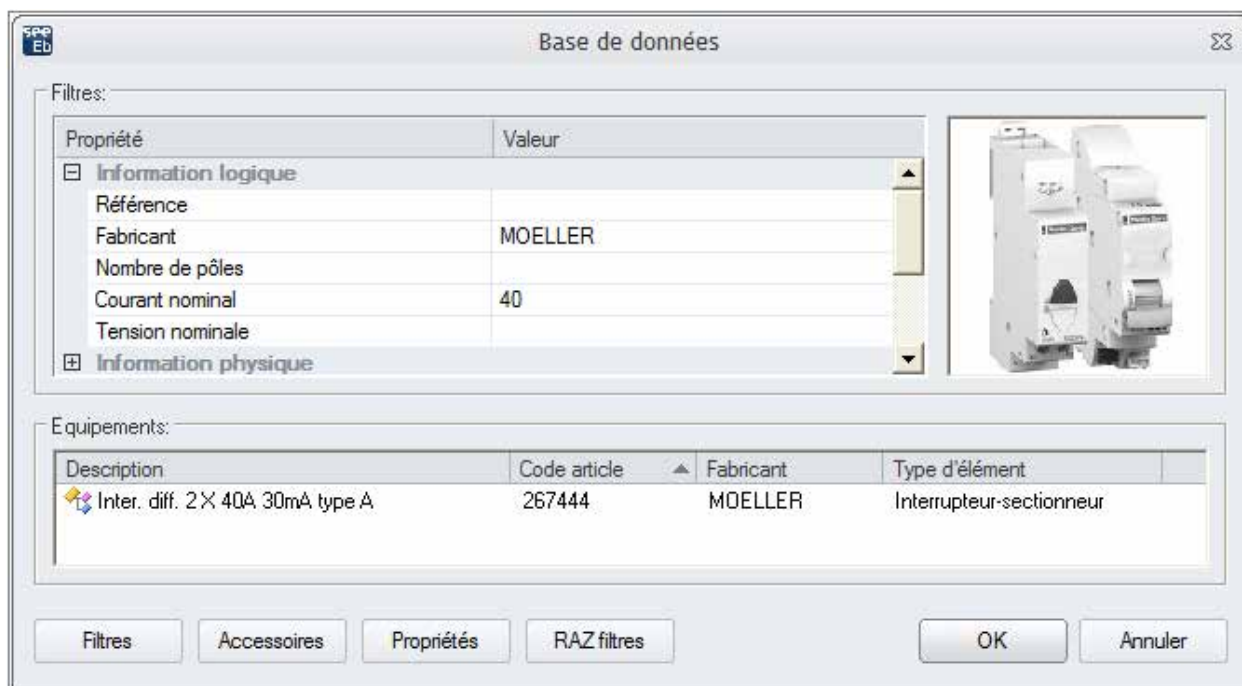 see Eb
Base de données
Filtres:
Propriété Valeur
Information logique
Référence
Fabricant MOELLER
Nombre de pôles
Courant nominal 40
Tension nominale
Information physique
Equipements:
Description Code article Fabricant Type d'élément
Inter. diff. 2 X 40A 30mA type A 267444 MOELLER Interrupteur-sectionneur
Filtres Accessoires Propriétés RAZ filtres OK Annuler